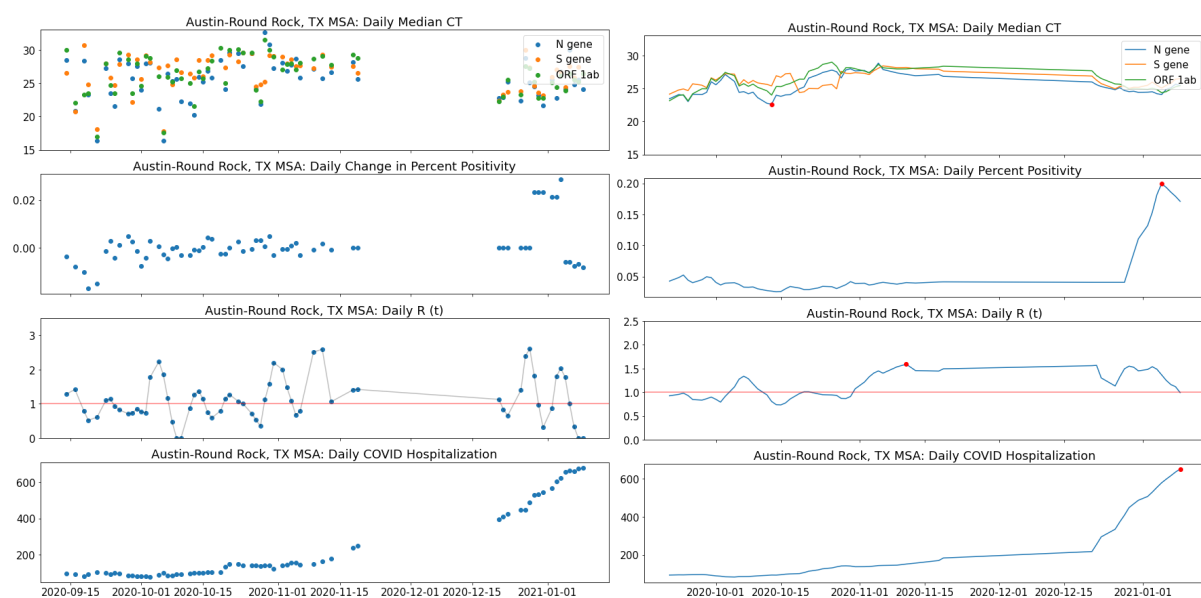 Austin-Round Rock, TX MSA: Daily Median CT
30
25
20
15
N gene
S gene
ORF 1ab
Austin-Round Rock, TX MSA: Daily Change in Percent Positivity
0.02
0.00
Austin-Round Rock, TX MSA: Daily R (t)
3
2
1
0
Austin-Round Rock, TX MSA: Daily COVID Hospitalization
600
400
200
2020-09-15 2020-10-01 2020-10-15 2020-11-01 2020-11-15 2020-12-01 2020-12-15 2021-01-01
Austin-Round Rock, TX MSA: Daily Median CT
30
25
20
15
N gene
S gene
ORF 1ab
Austin-Round Rock, TX MSA: Daily Percent Positivity
0.20
0.15
0.10
0.05
Austin-Round Rock, TX MSA: Daily R (t)
2.5
2.0
1.5
1.0
0.5
0.0
Austin-Round Rock, TX MSA: Daily COVID Hospitalization
600
400
200
2020-10-01 2020-10-15 2020-11-01 2020-11-15 2020-12-01 2020-12-15 2021-01-01